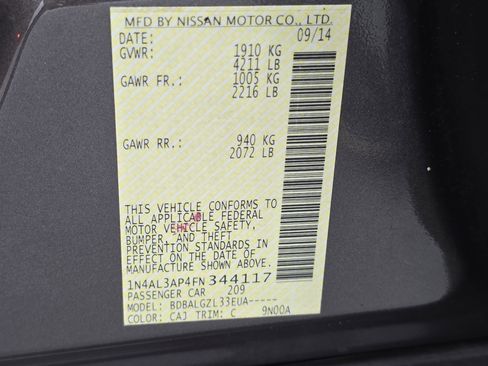 MFD BY NISSAN MOTOR CO., LTD.
DATE: 09/14
GVWR: 1910 KG
4211 LB
GAWR FR.: 1005 KG
2216 LB
GAWR RR.: 940 KG
2072 LB
THIS VEHICLE CONFORMS TO
ALL APPLICABLE FEDERAL
MOTOR VEHICLE SAFETY,
BUMPER, AND THEFT
PREVENTION STANDARDS IN
EFFECT ON THE DATE OF
MANUFACTURE SHOWN ABOVE.
1N4AL3AP4FN344117
PASSENGER CAR 209
MODEL: BDBALGZL33EUA-----
COLOR: CAJ TRIM: C 9N00A